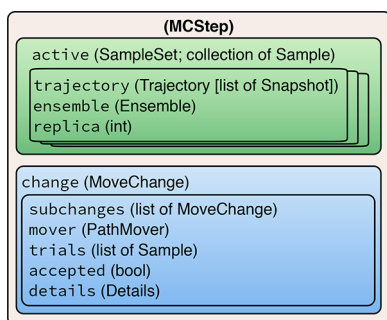 (MCStep)
active (SampleSet; collection of Sample)
trajectory (Trajectory [list of Snapshot])
ensemble (Ensemble)
replica (int)
change (MoveChange)
subchanges (list of MoveChange)
mover (PathMover)
trials (list of Sample)
accepted (bool)
details (Details)